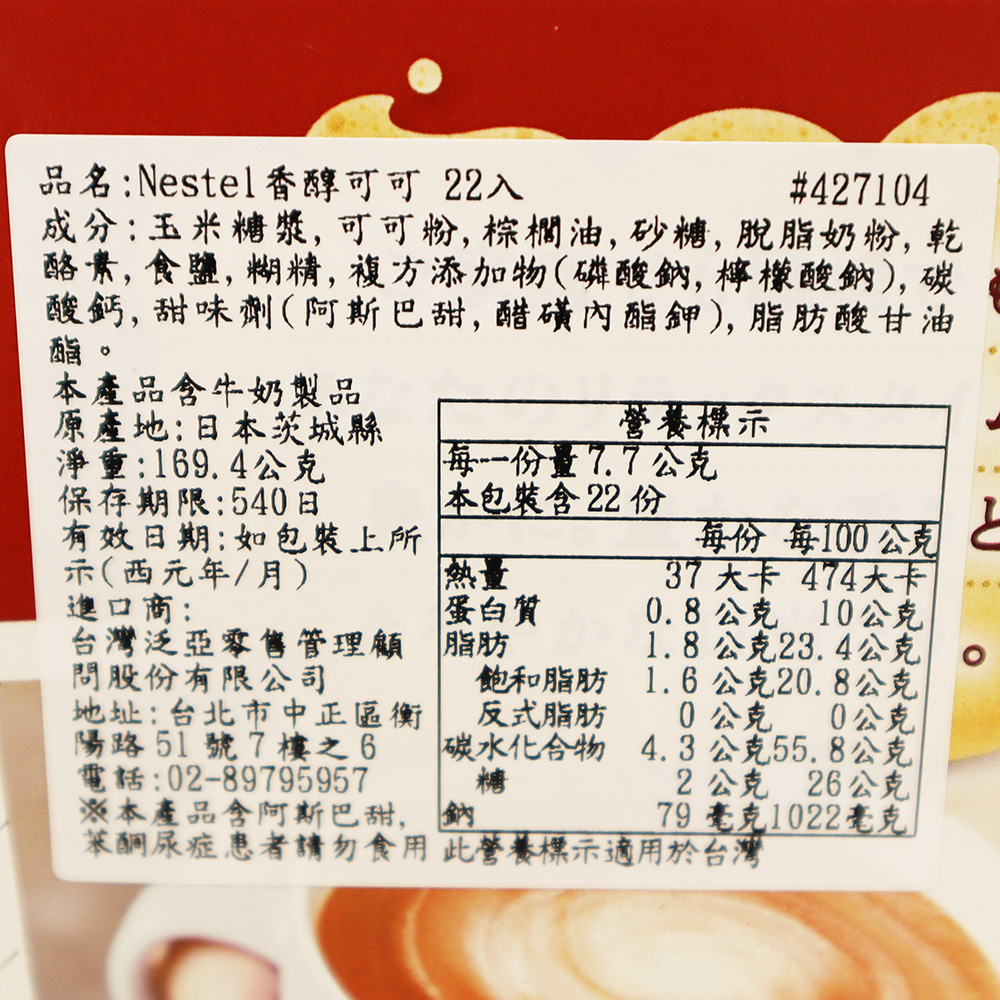 品名:Nestel香醇可可 22入 #427104
成分:玉米糖漿,可可粉,棕櫚油,砂糖,脫脂奶粉,乾
酪素,食鹽,糊精,複方添加物(磷酸鈉,檸檬酸鈉),碳
酸鈣,甜味劑(阿斯巴甜,醋磺內酯鉀),脂肪酸甘油
酯。
本產品含牛奶製品
原產地:日本茨城縣
淨重:169.4公克
保存期限:540日
有效日期:如包裝上所
示(西元年/月)
進口商:
台灣泛亞零售管理顧
問股份有限公司
地址:台北市中正區衡
陽路51號7樓之6
電話:02-89795957
※本產品含阿斯巴甜,
苯酮尿症患者請勿食用
營養標示
每一份量7.7公克
本包裝含22份
每份 每100公克
熱量 37 大卡 474大卡
蛋白質 0.8 公克 10公克
脂肪 1.8 公克 23.4公克
飽和脂肪 1.6 公克 20.8公克
反式脂肪 0 公克 0公克
碳水化合物 4.3 公克 55.8公克
糖 2 公克 26公克
鈉 79 毫克 1022毫克
此營養標示適用於台灣
と